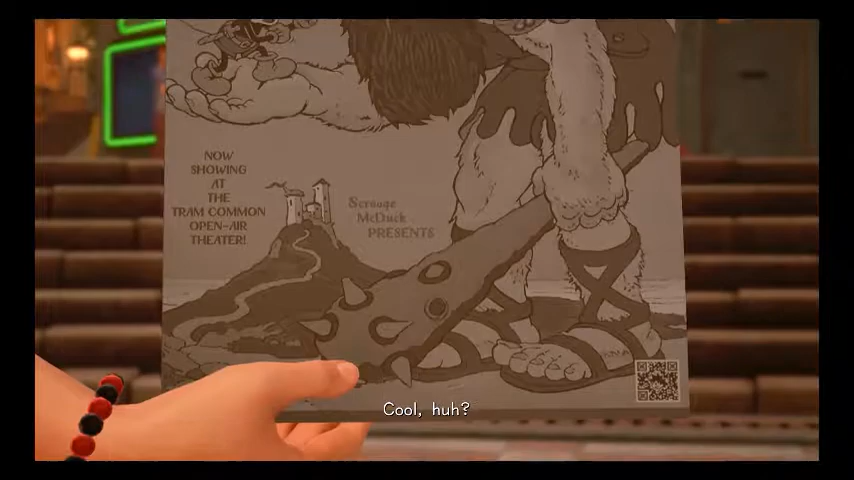 NOW
SHOWING
AT
THE
TRAM COMMON
OPEN-AIR
THEATER!
Scrooge
McDuck
PRESENTS
Cool, huh?